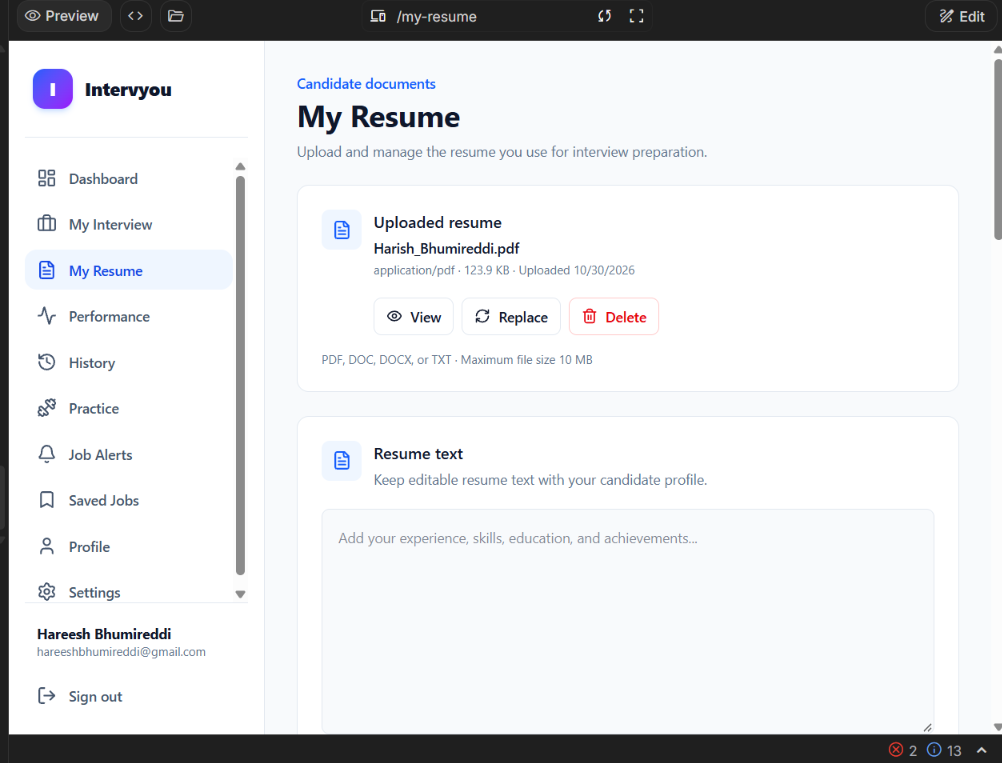 Preview
/my-resume
Edit
I
Intervyou
Dashboard
My Interview
My Resume
Performance
History
Practice
Job Alerts
Saved Jobs
Profile
Settings
Hareesh Bhumireddi
hareeshbhumireddi@gmail.com
Sign out
Candidate documents
My Resume
Upload and manage the resume you use for interview preparation.
Uploaded resume
Harish_Bhumireddi.pdf
application/pdf · 123.9 KB · Uploaded 10/30/2026
View
Replace
Delete
PDF, DOC, DOCX, or TXT · Maximum file size 10 MB
Resume text
Keep editable resume text with your candidate profile.
Add your experience, skills, education, and achievements...
2
13